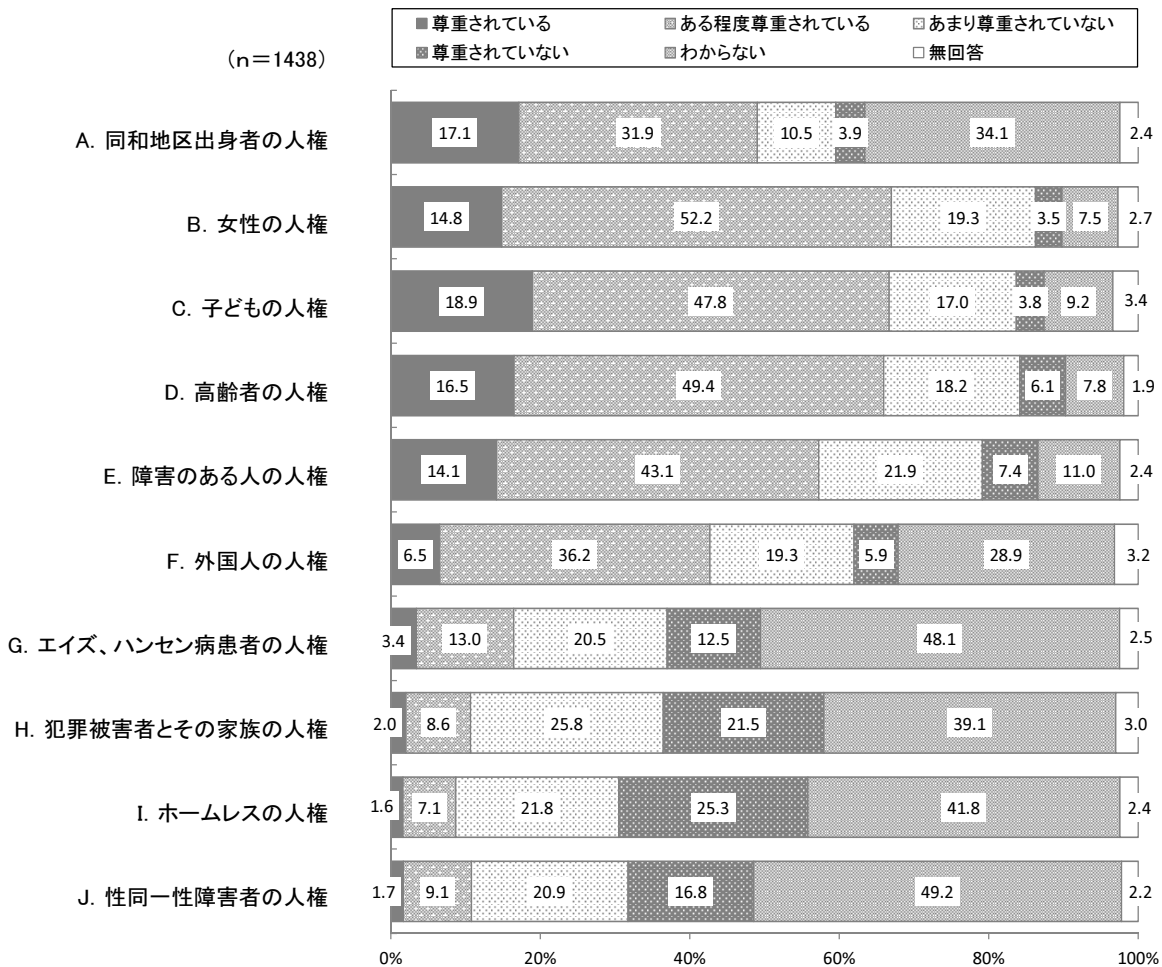 ■尊重されている ▨ある程度尊重されている □あまり尊重されていない
▨尊重されていない ▨わからない □無回答
(n=1438)
A. 同和地区出身者の人権 17.1 31.9 10.5 3.9 34.1 2.4
B. 女性の人権 14.8 52.2 19.3 3.5 7.5 2.7
C. 子どもの人権 18.9 47.8 17.0 3.8 9.2 3.4
D. 高齢者の人権 16.5 49.4 18.2 6.1 7.8 1.9
E. 障害のある人の人権 14.1 43.1 21.9 7.4 11.0 2.4
F. 外国人の人権 6.5 36.2 19.3 5.9 28.9 3.2
G. エイズ、ハンセン病患者の人権 3.4 13.0 20.5 12.5 48.1 2.5
H. 犯罪被害者とその家族の人権 2.0 8.6 25.8 21.5 39.1 3.0
I. ホームレスの人権 1.6 7.1 21.8 25.3 41.8 2.4
J. 性同一性障害者の人権 1.7 9.1 20.9 16.8 49.2 2.2
0% 20% 40% 60% 80% 100%